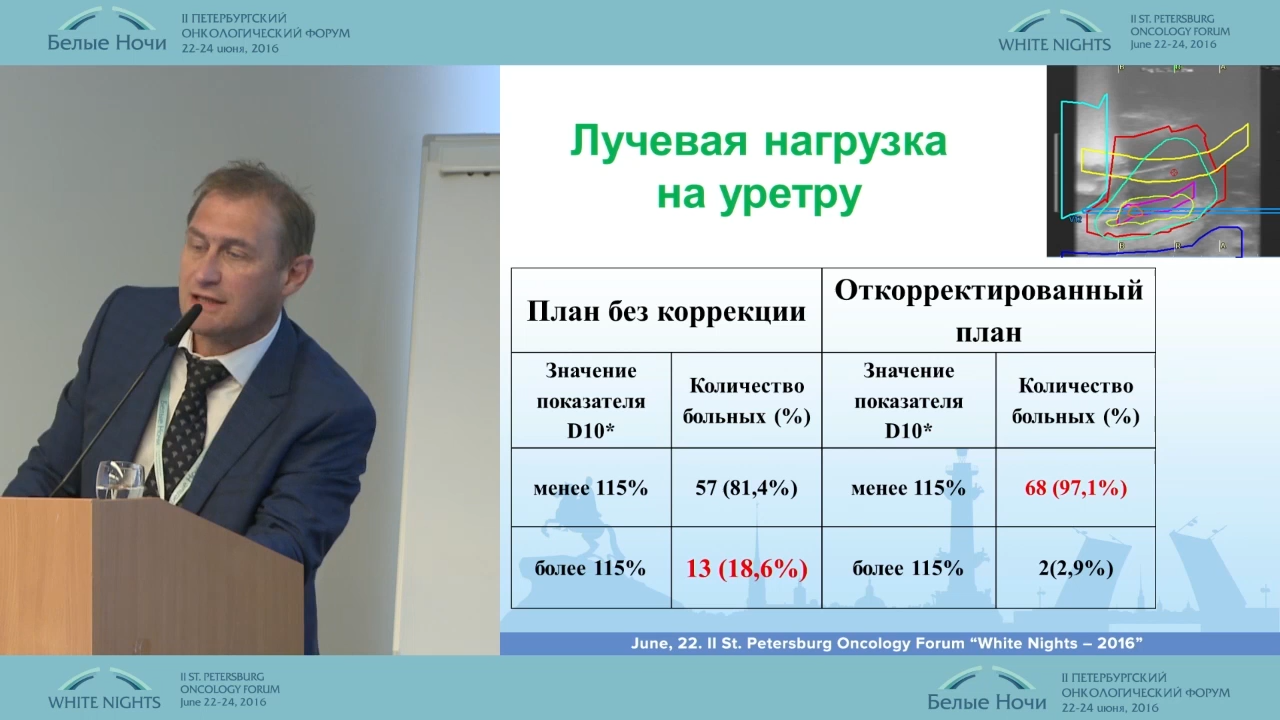 II ПЕТЕРБУРГСКИЙ
ОНКОЛОГИЧЕСКИЙ ФОРУМ
Белые Ночи
22-24 июня, 2016
II ST. PETERSBURG
ONCOLOGY FORUM
WHITE NIGHTS
June 22-24, 2016
Лучевая нагрузка
на уретру
План без коррекции
Откорректированный
план
Значение
показателя
D10*
Количество
больных (%)
Значение
показателя
D10*
Количество
больных (%)
менее 115%
57 (81,4%)
менее 115%
68 (97,1%)
более 115%
13 (18,6%)
более 115%
2(2,9%)
June, 22. II St. Petersburg Oncology Forum “White Nights – 2016”
II ST. PETERSBURG
ONCOLOGY FORUM
WHITE NIGHTS
June 22-24, 2016
II ПЕТЕРБУРГСКИЙ
ОНКОЛОГИЧЕСКИЙ ФОРУМ
Белые Ночи
22-24 июня, 2016